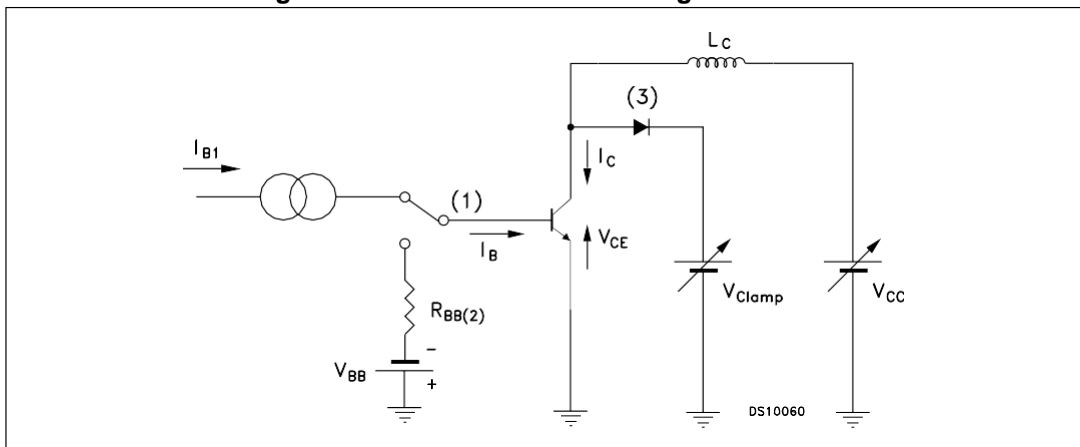 L_C
(3)
I_B1
I_C
(1)
I_B
V_CE
R_BB(2)
V_Clamp
V_CC
V_BB
−
+
DS10060